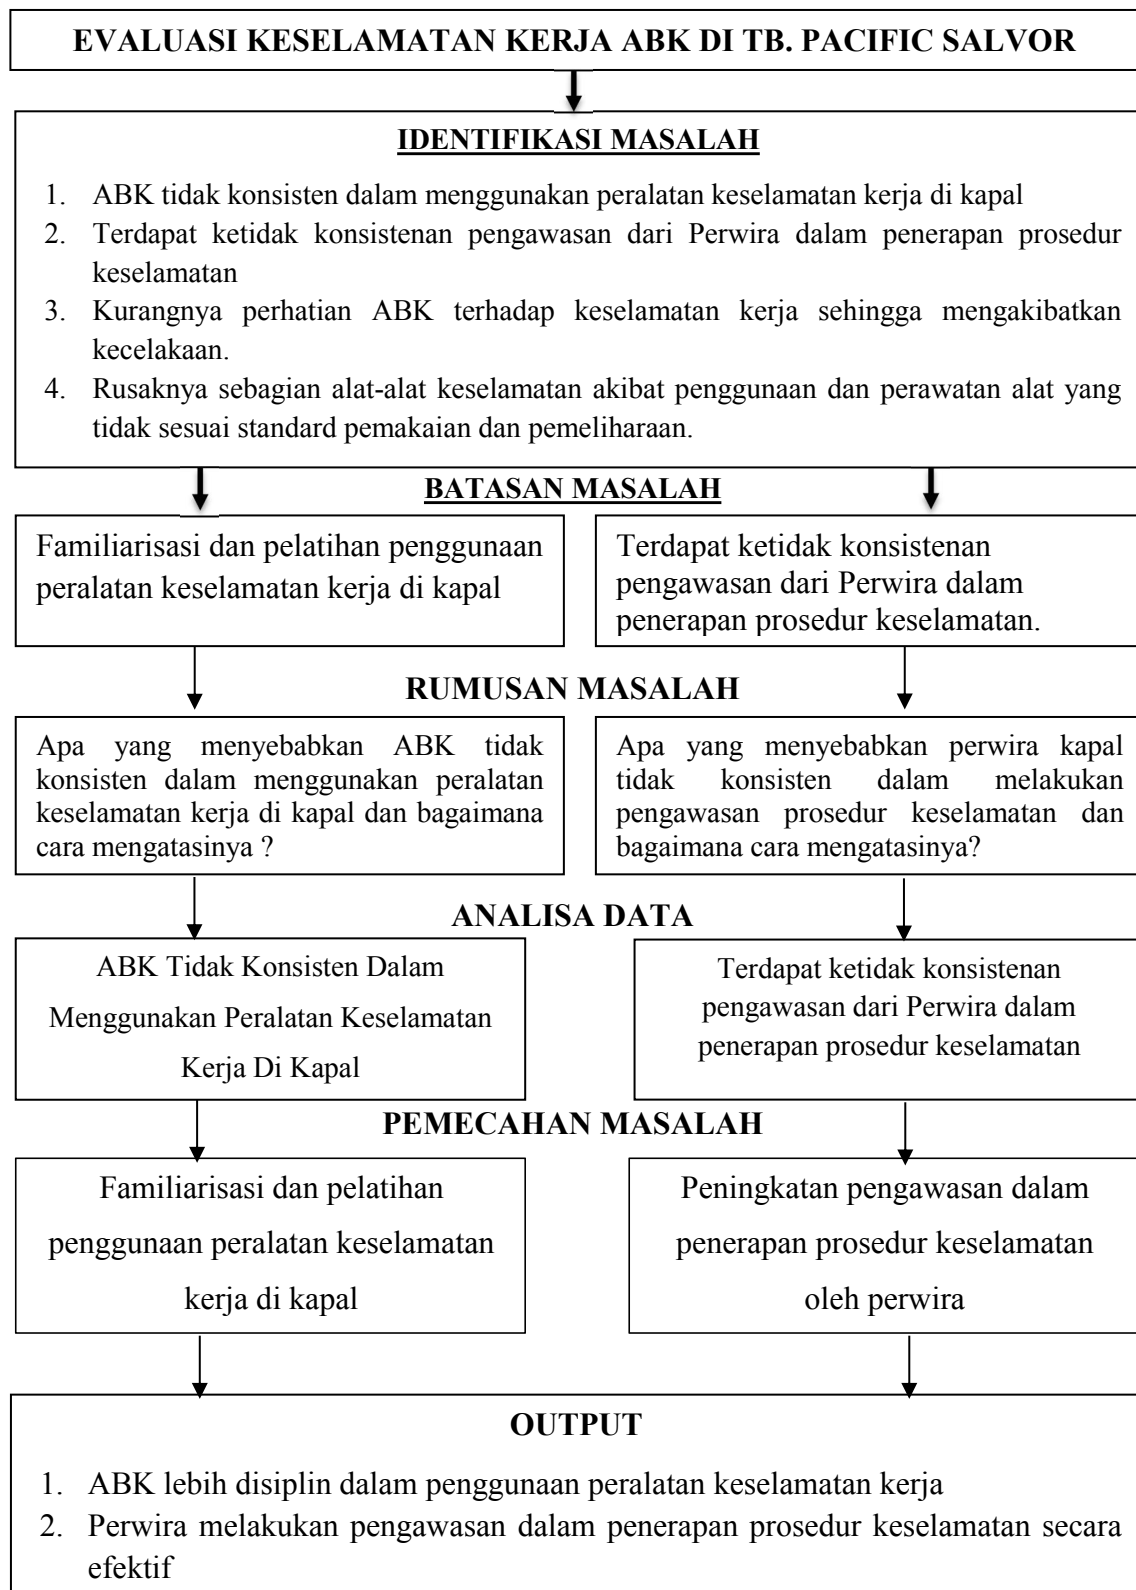 EVALUASI KESELAMATAN KERJA ABK DI TB. PACIFIC SALVOR
IDENTIFIKASI MASALAH
1. ABK tidak konsisten dalam menggunakan peralatan keselamatan kerja di kapal
2. Terdapat ketidak konsistenan pengawasan dari Perwira dalam penerapan prosedur
keselamatan
3. Kurangnya perhatian ABK terhadap keselamatan kerja sehingga mengakibatkan
kecelakaan.
4. Rusaknya sebagian alat-alat keselamatan akibat penggunaan dan perawatan alat yang
tidak sesuai standard pemakaian dan pemeliharaan.
BATASAN MASALAH
Familiarisasi dan pelatihan penggunaan
peralatan keselamatan kerja di kapal
Terdapat ketidak konsistenan
pengawasan dari Perwira dalam
penerapan prosedur keselamatan.
RUMUSAN MASALAH
Apa yang menyebabkan ABK tidak
konsisten dalam menggunakan peralatan
keselamatan kerja di kapal dan bagaimana
cara mengatasinya ?
Apa yang menyebabkan perwira kapal
tidak konsisten dalam melakukan
pengawasan prosedur keselamatan dan
bagaimana cara mengatasinya?
ANALISA DATA
ABK Tidak Konsisten Dalam
Menggunakan Peralatan Keselamatan
Kerja Di Kapal
Terdapat ketidak konsistenan
pengawasan dari Perwira dalam
penerapan prosedur keselamatan
PEMECAHAN MASALAH
Familiarisasi dan pelatihan
penggunaan peralatan keselamatan
kerja di kapal
Peningkatan pengawasan dalam
penerapan prosedur keselamatan
oleh perwira
OUTPUT
1. ABK lebih disiplin dalam penggunaan peralatan keselamatan kerja
2. Perwira melakukan pengawasan dalam penerapan prosedur keselamatan secara
efektif